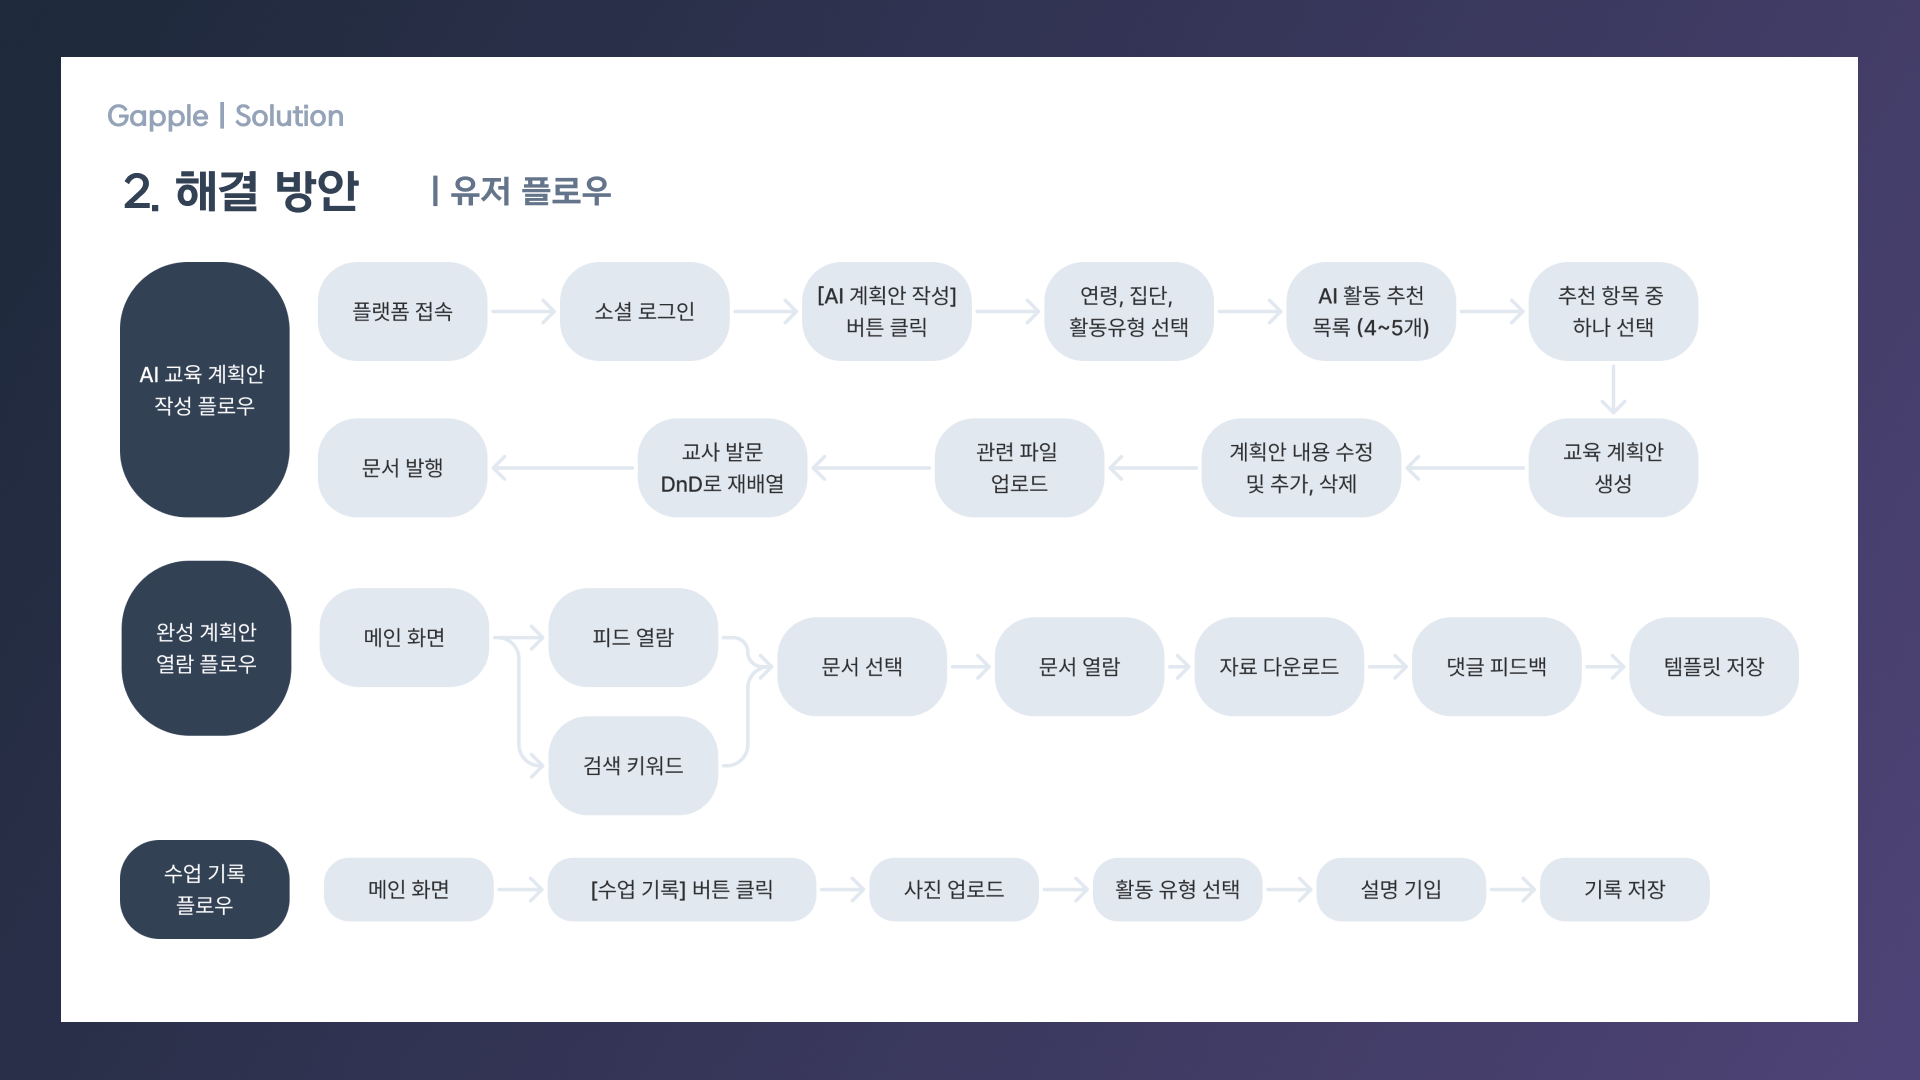 Gapple | Solution
2. 해결 방안
| 유저 플로우
AI 교육 계획안
작성 플로우
플랫폼 접속
소셜 로그인
[AI 계획안 작성]
버튼 클릭
연령, 집단,
활동유형 선택
AI 활동 추천
목록 (4~5개)
추천 항목 중
하나 선택
교육 계획안
생성
계획안 내용 수정
및 추가, 삭제
관련 파일
업로드
교사 발문
DnD로 재배열
문서 발행
완성 계획안
열람 플로우
메인 화면
피드 열람
검색 키워드
문서 선택
문서 열람
자료 다운로드
댓글 피드백
템플릿 저장
수업 기록
플로우
메인 화면
[수업 기록] 버튼 클릭
사진 업로드
활동 유형 선택
설명 기입
기록 저장